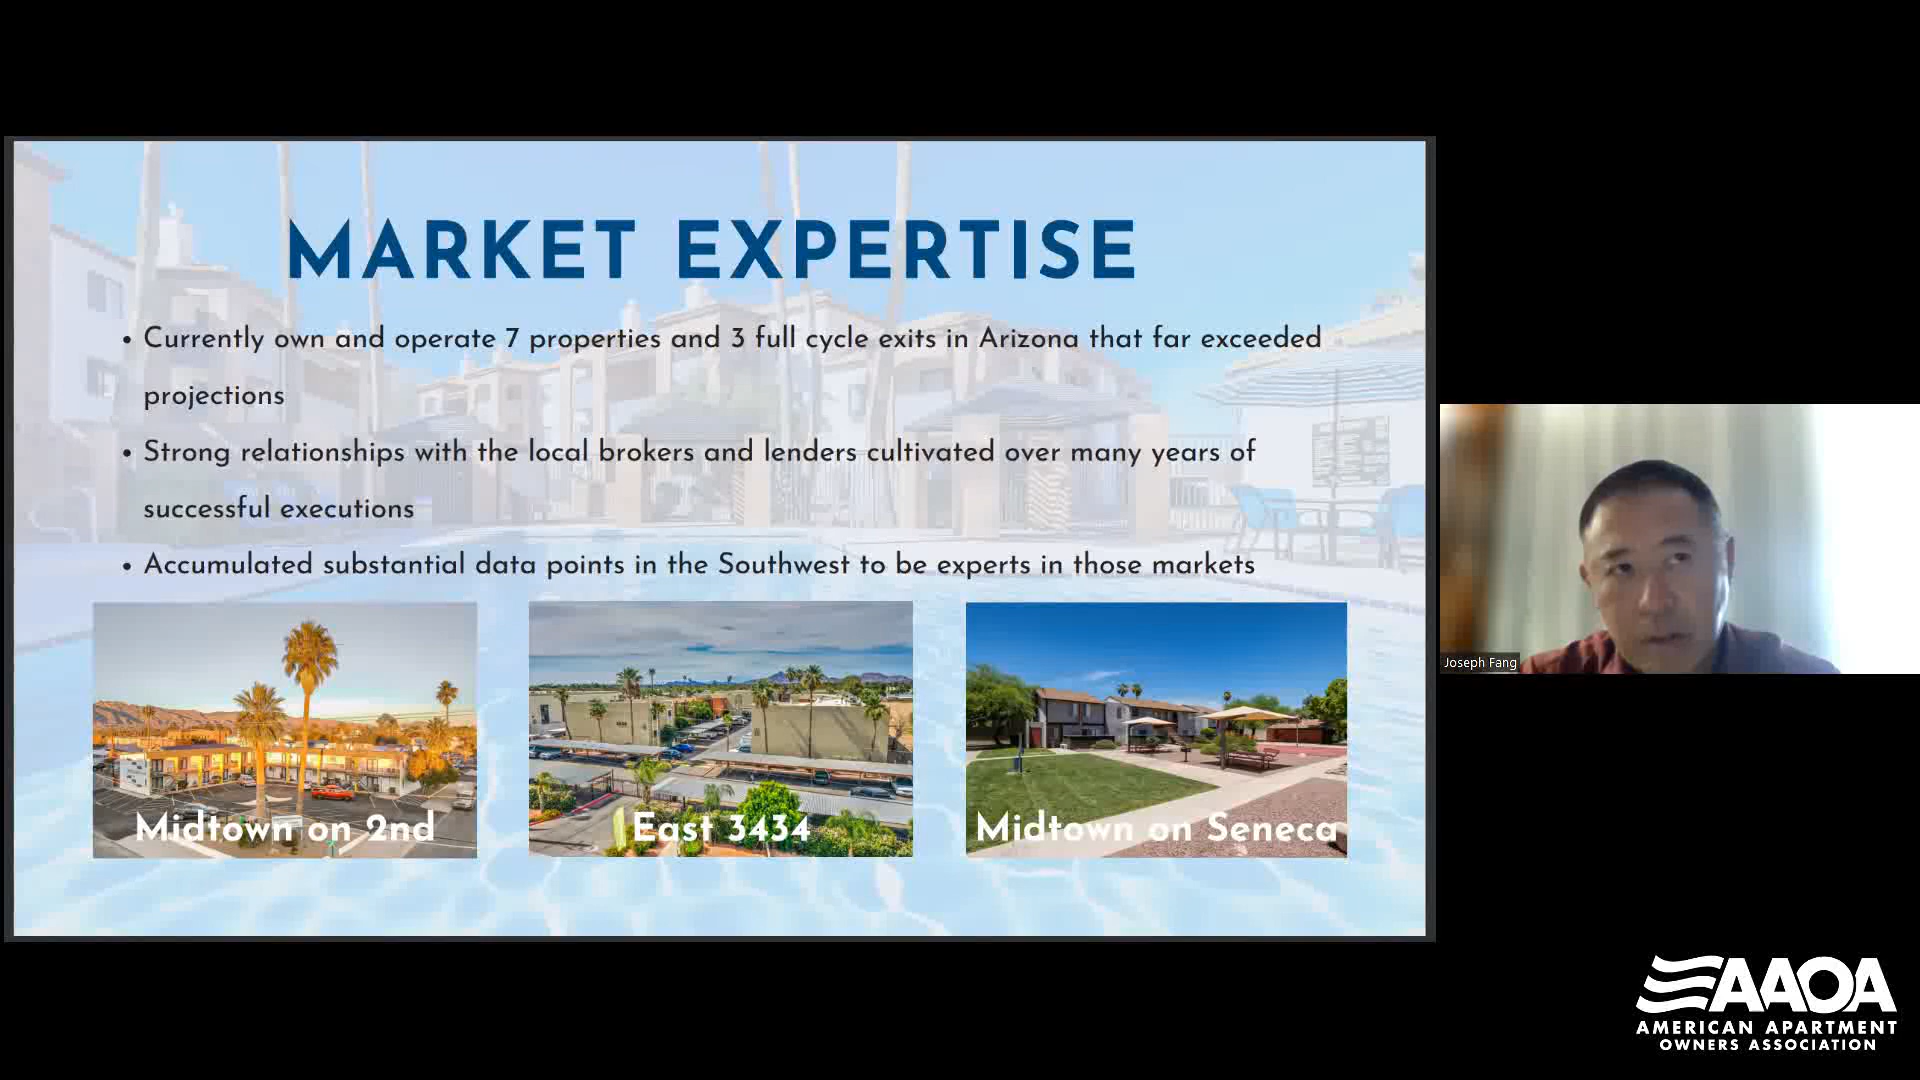 MARKET EXPERTISE
• Currently own and operate 7 properties and 3 full cycle exits in Arizona that far exceeded
projections
• Strong relationships with the local brokers and lenders cultivated over many years of
successful executions
• Accumulated substantial data points in the Southwest to be experts in those markets
Midtown on 2nd
East 3434
Midtown on Seneca
Joseph Fang
AAOA
AMERICAN APARTMENT
OWNERS ASSOCIATION